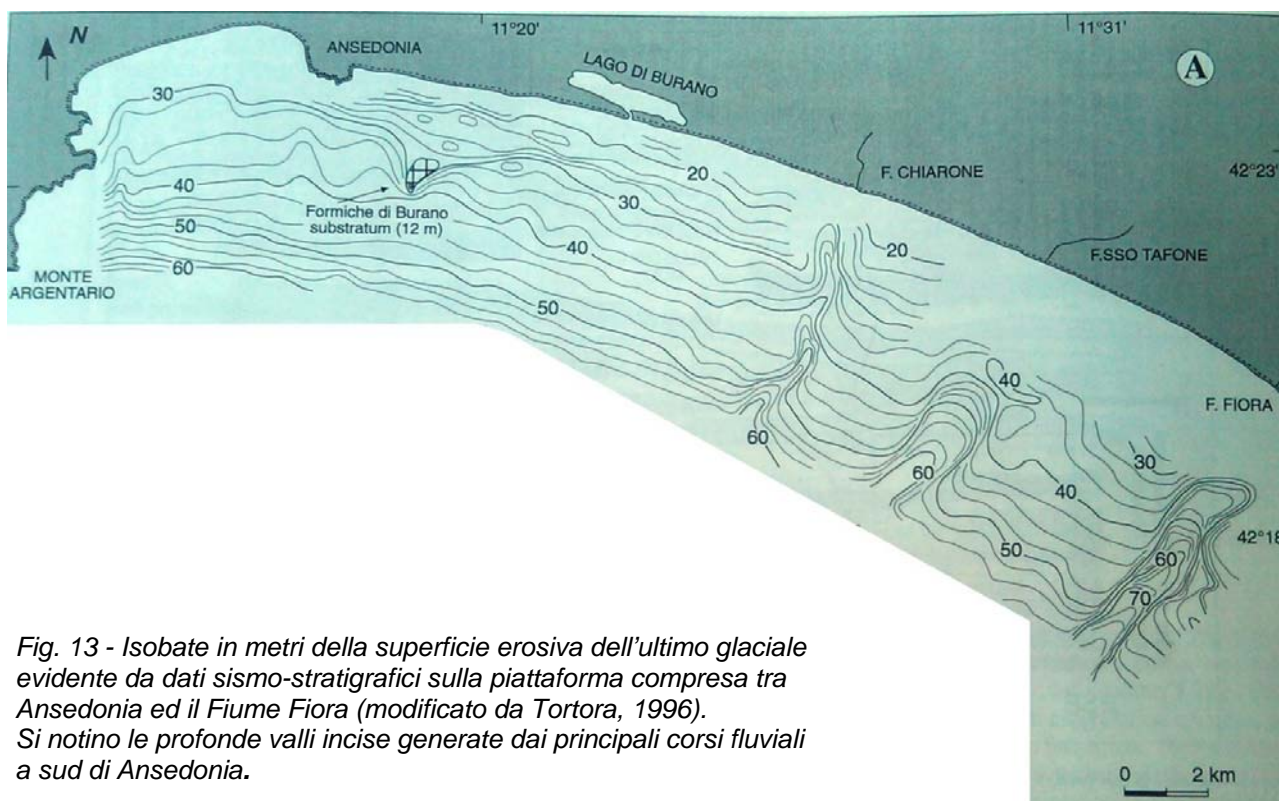 11°20' 11°31'
N
ANSEDONIA
A
LAGO DI BURANO
30
20
F. CHIARONE
42°23'
40
30
Formiche di Burano
substratum (12 m)
50
40
20
F.SSO TAFONE
60
MONTE
ARGENTARIO
50
40
F. FIORA
60
30
60
40
42°18
50
60
70
Fig. 13 - Isobate in metri della superficie erosiva dell'ultimo glaciale
evidente da dati sismo-stratigrafici sulla piattaforma compresa tra
Ansedonia ed il Fiume Fiora (modificato da Tortora, 1996).
Si notino le profonde valli incise generate dai principali corsi fluviali
a sud di Ansedonia.
0 2 km